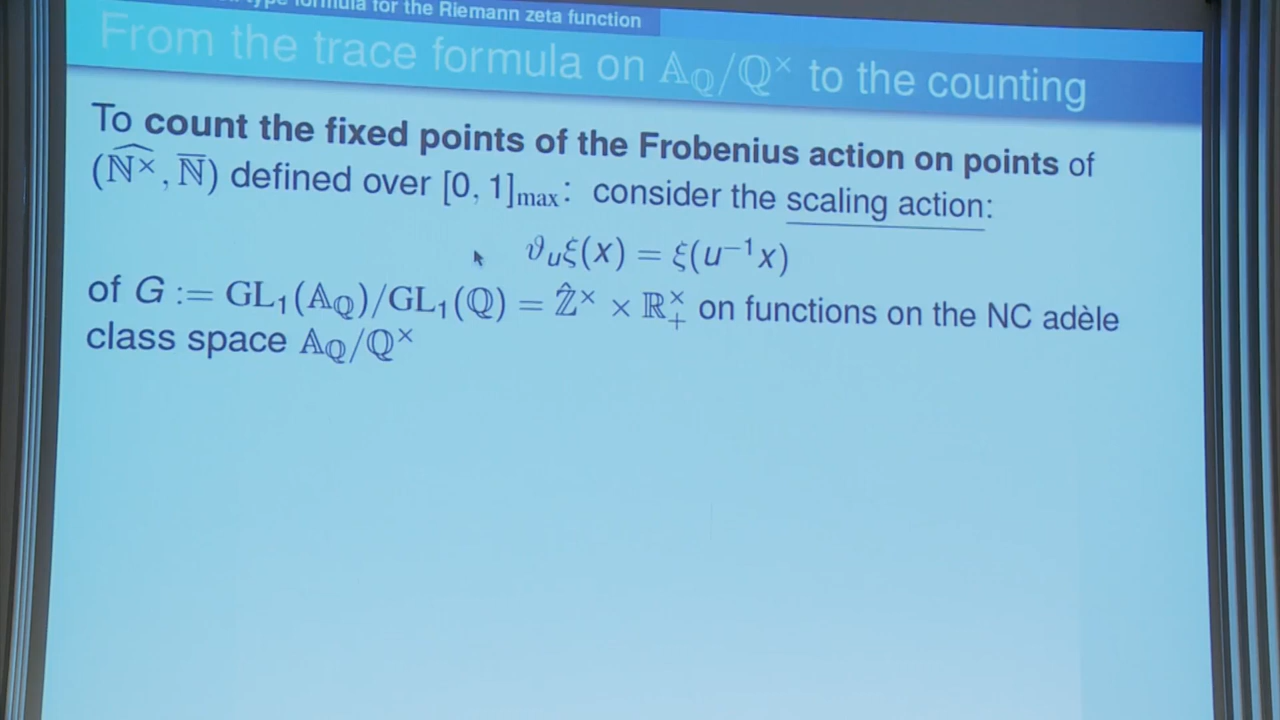 type formula for the Riemann zeta function
From the trace formula on 𝔸_ℚ/ℚ^× to the counting
To count the fixed points of the Frobenius action on points of
(\widehat{ℕ^×}, \overline{ℕ}) defined over [0, 1]_max: consider the scaling action:
ϑ_uξ(x) = ξ(u^{−1}x)
of G := GL_1(𝔸_ℚ)/GL_1(ℚ) = \hat{ℤ}^× × ℝ_+^× on functions on the NC adèle
class space 𝔸_ℚ/ℚ^×